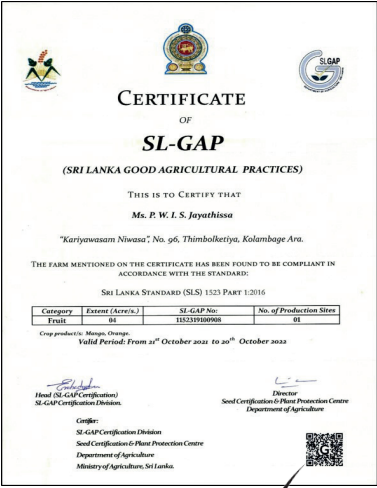 SLGAP
CERTIFICATE
OF
SL-GAP
(SRI LANKA GOOD AGRICULTURAL PRACTICES)
THIS IS TO CERTIFY THAT
Ms. P. W. I. S. Jayathissa
"Kariyawasam Niwasa", No. 96, Thimbolketiya, Kolambage Ara.
THE FARM MENTIONED ON THE CERTIFICATE HAS BEEN FOUND TO BE COMPLIANT IN
ACCORDANCE WITH THE STANDARD:
SRI LANKA STANDARD (SLS) 1523 PART 1:2016
Category Extent (Acre/s.) SL-GAP No: No. of Production Sites
Fruit 04 1152319100908 01
Crop product/s: Mango, Orange.
Valid Period: From 21st October 2021 to 20th October 2022
Head (SL-GAP Certification)
SL-GAP Certification Division.
Director
Seed Certification & Plant Protection Centre
Department of Agriculture
Certifier:
SL-GAP Certification Division
Seed Certification & Plant Protection Centre
Department of Agriculture
Ministry of Agriculture, Sri Lanka.
G